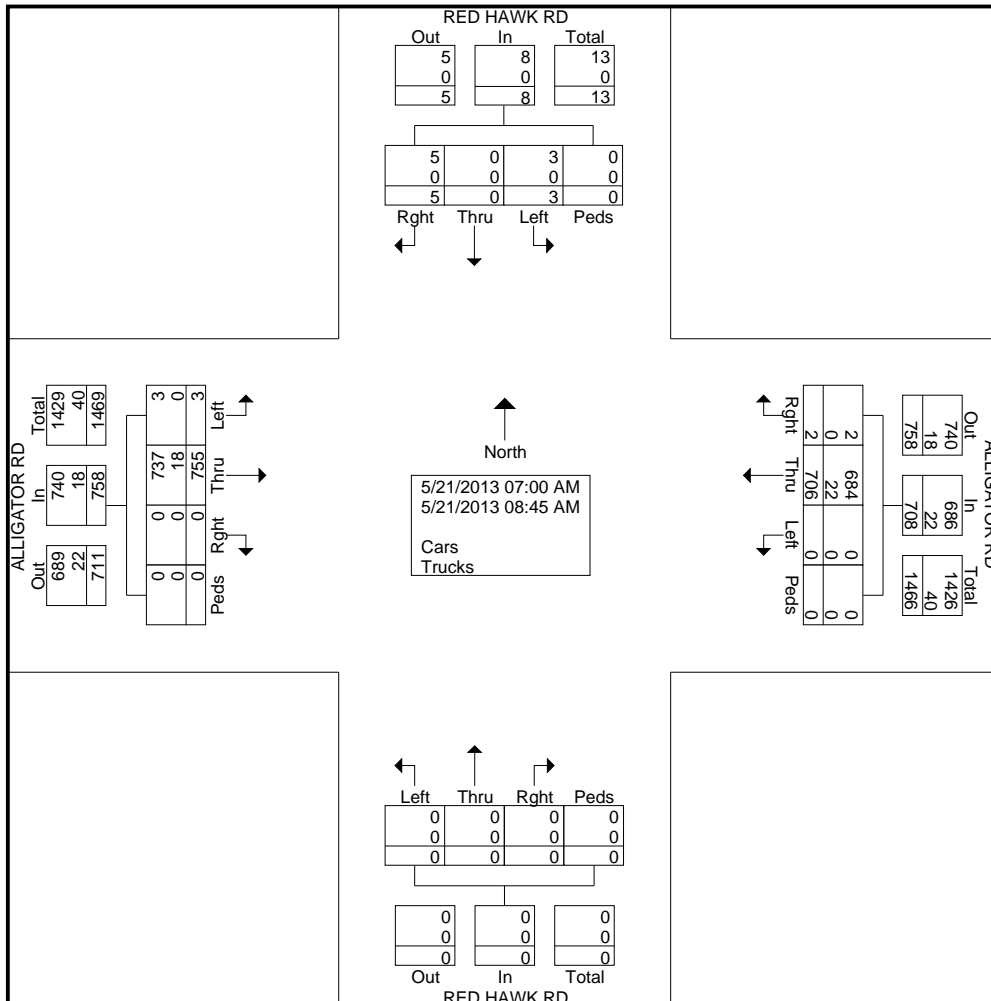 RED HAWK RD
Out In Total
5 8 13
0 0 0
5 8 13
5 0 3 0
0 0 0 0
5 0 3 0
Rght Thru Left Peds
ALLIGATOR RD
Total In Out
1429 740 689
40 18 22
1469 758 711
3 737 0 0
0 18 0 0
3 755 0 0
Left Thru Rght Peds
North
5/21/2013 07:00 AM
5/21/2013 08:45 AM
Cars
Trucks
Rght Thru Left Peds
2 684 0 0
0 22 0 0
2 706 0 0
Out In Total
740 686 1426
18 22 40
758 708 1466
ALLIGATOR RD
Left Thru Rght Peds
0 0 0 0
0 0 0 0
0 0 0 0
0 0 0
0 0 0
0 0 0
Out In Total
RED HAWK RD